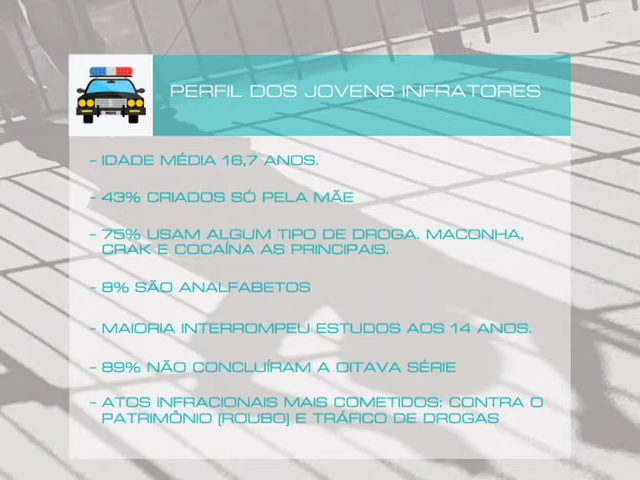 PERFIL DOS JOVENS INFRATORES
- IDADE MÉDIA 16,7 ANOS.
- 43% CRIADOS SÓ PELA MÃE
- 75% USAM ALGUM TIPO DE DROGA. MACONHA,
CRAK E COCAÍNA AS PRINCIPAIS.
- 8% SÃO ANALFABETOS
- MAIORIA INTERROMPEU ESTUDOS AOS 14 ANOS.
- 89% NÃO CONCLUÍRAM A OITAVA SÉRIE
- ATOS INFRACIONAIS MAIS COMETIDOS: CONTRA O
PATRIMÔNIO (ROUBO) E TRÁFICO DE DROGAS